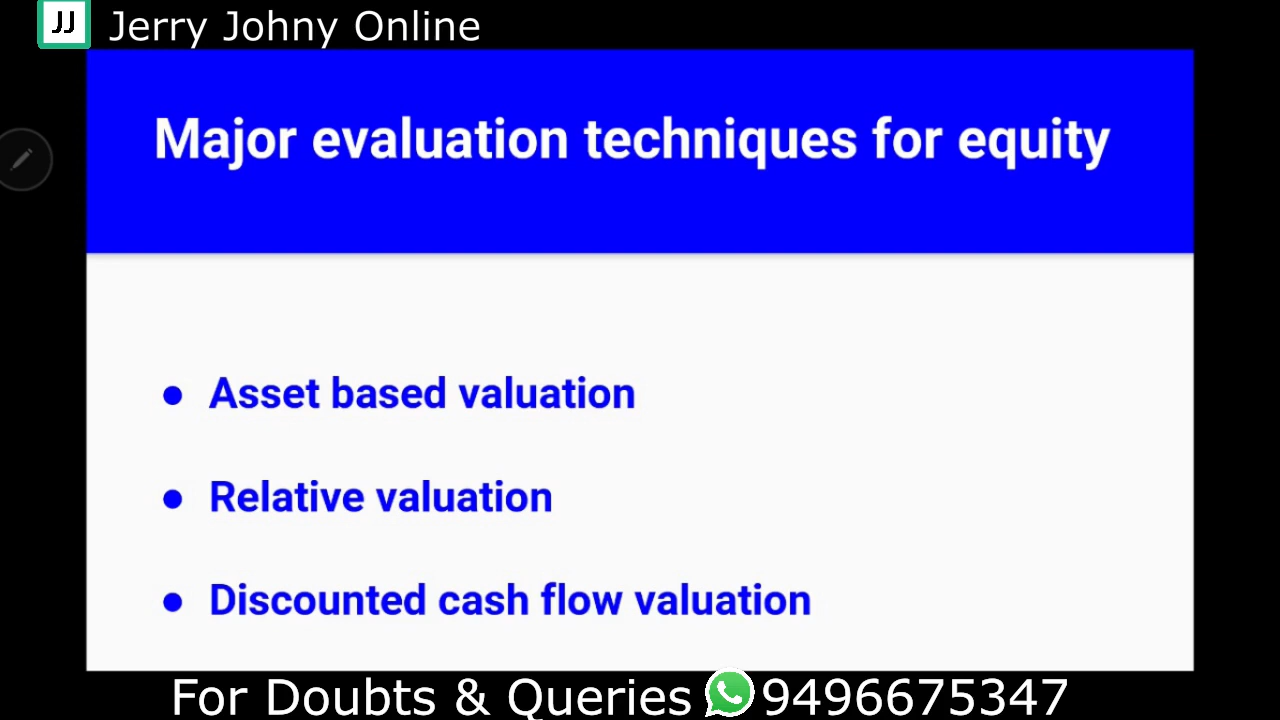 JJ Jerry Johny Online
Major evaluation techniques for equity
● Asset based valuation
● Relative valuation
● Discounted cash flow valuation
For Doubts & Queries 9496675347